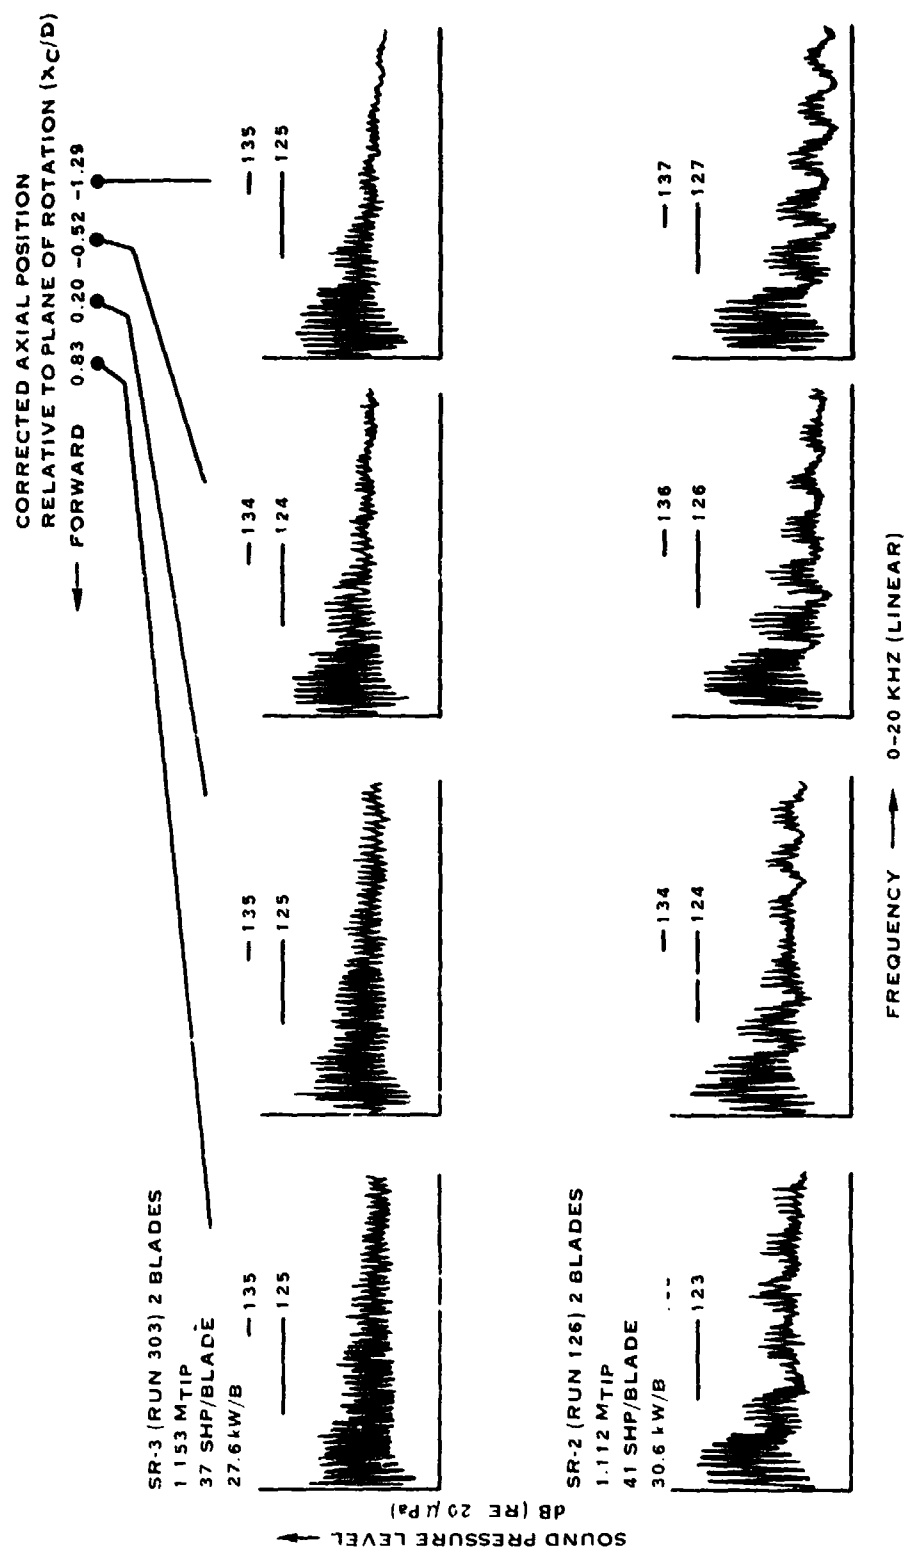 CORRECTED AXIAL POSITION
RELATIVE TO PLANE OF ROTATION (xC/D)
FORWARD 0.83 0.20 -0.52 -1.29
SR-3 (RUN 303) 2 BLADES
1 153 MTIP
37 SHP/BLADE
27.6 kW/B
135
125
135
125
134
124
135
125
SR-2 (RUN 126) 2 BLADES
1.112 MTIP
41 SHP/BLADE
30.6 kW/B
123
134
124
136
126
137
127
SOUND PRESSURE LEVEL
dB (RE 20 μPa)
FREQUENCY 0-20 KHZ (LINEAR)